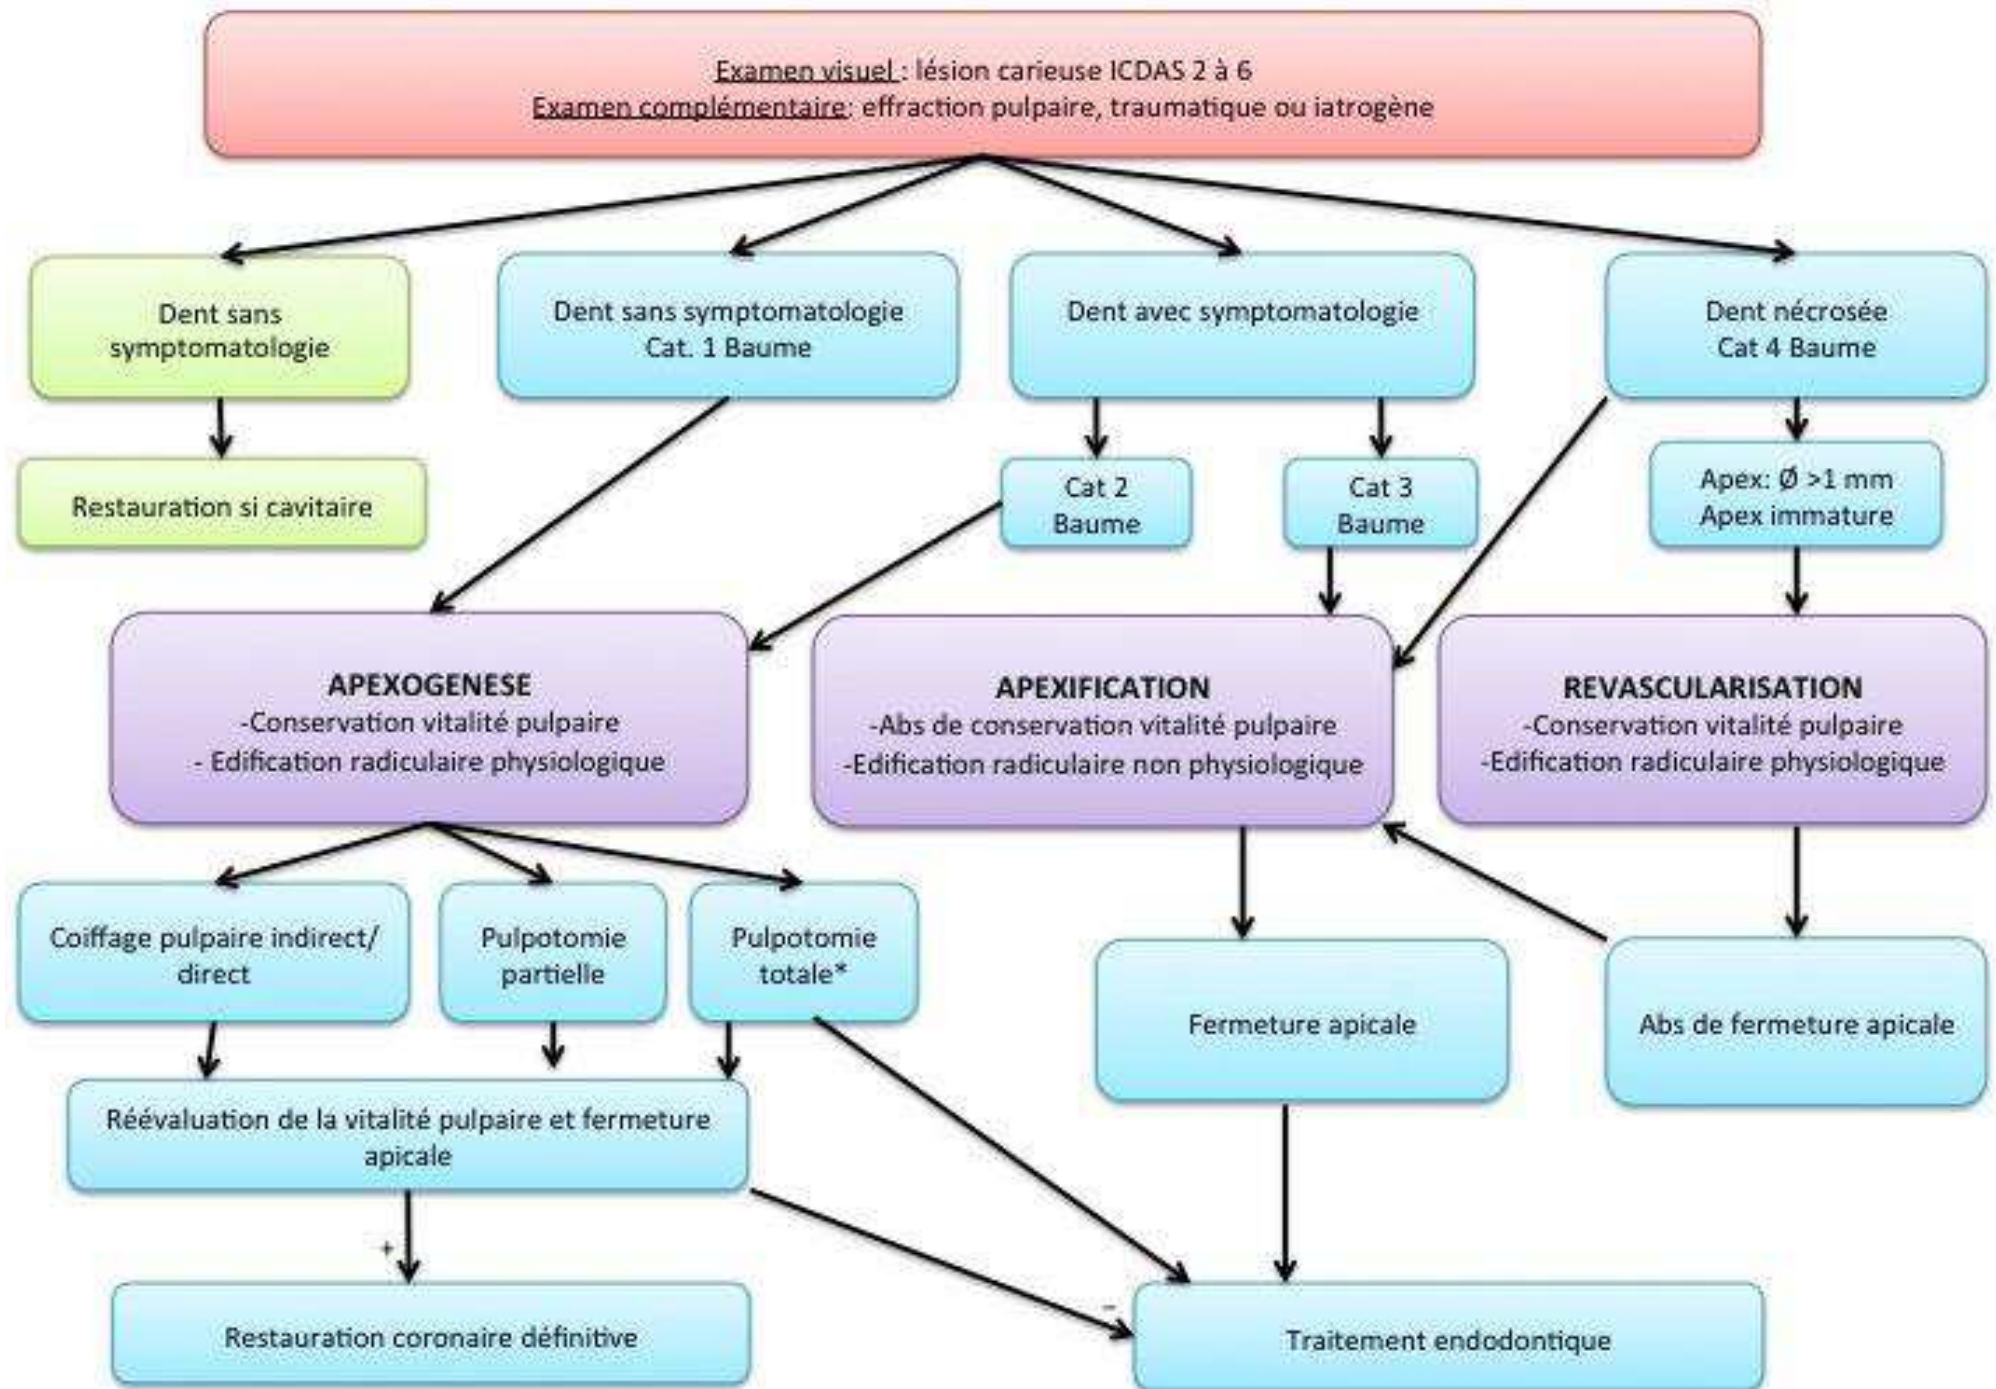 Examen visuel : lésion carieuse ICDAS 2 à 6
Examen complémentaire: effraction pulpaire, traumatique ou iatrogène
Dent sans
symptomatologie
Dent sans symptomatologie
Cat. 1 Baume
Dent avec symptomatologie
Dent nécrosée
Cat 4 Baume
Restauration si cavitaire
Cat 2
Baume
Cat 3
Baume
Apex: Ø >1 mm
Apex immature
APEXOGENESE
-Conservation vitalité pulpaire
- Edification radiculaire physiologique
APEXIFICATION
-Abs de conservation vitalité pulpaire
-Edification radiculaire non physiologique
REVASCULARISATION
-Conservation vitalité pulpaire
-Edification radiculaire physiologique
Coiffage pulpaire indirect/
direct
Pulpotomie
partielle
Pulpotomie
totale*
Fermeture apicale
Abs de fermeture apicale
Réévaluation de la vitalité pulpaire et fermeture
apicale
+
-
Restauration coronaire définitive
Traitement endodontique